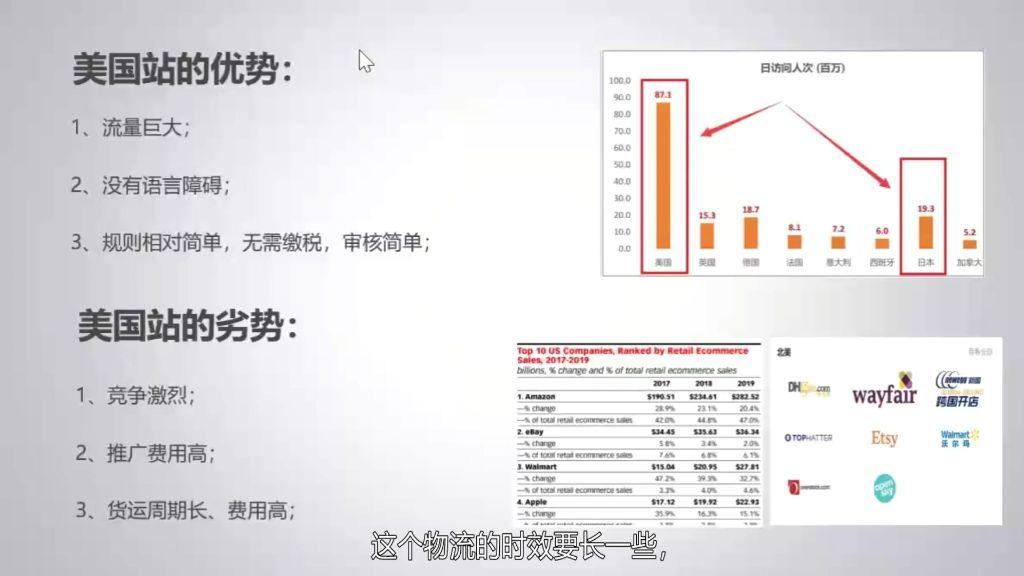 美国站的优势：
1、流量巨大；
2、没有语言障碍；
3、规则相对简单，无需缴税，审核简单；
日访问人次 (百万)
100.0
90.0
80.0
70.0
60.0
50.0
40.0
30.0
20.0
10.0
0.0
87.1
15.3
18.7
8.1
7.2
6.0
19.3
5.2
美国
英国
德国
法国
意大利
西班牙
日本
加拿大
美国站的劣势：
1、竞争激烈；
2、推广费用高；
3、货运周期长、费用高；
Top 10 US Companies, Ranked by Retail Ecommerce
Sales, 2017-2019
billions, % change and % of total retail ecommerce sales
2017 2018 2019
1. Amazon $190.51 $234.61 $282.52
—% change 28.9% 23.1% 20.4%
—% of total retail ecommerce sales 42.0% 44.8% 47.0%
2. eBay $34.45 $35.63 $36.34
—% change 5.8% 3.4% 2.0%
—% of total retail ecommerce sales 7.6% 6.8% 6.1%
3. Walmart $15.04 $20.95 $27.81
—% change 47.2% 39.3% 32.7%
—% of total retail ecommerce sales 3.3% 4.0% 4.6%
4. Apple $17.12 $19.92 $22.93
—% change 35.9% 16.3% 15.1%
北美
wayfair
跨国开店
TOPHATTER
Etsy
Walmart
沃尔玛
overstock.com
open
sky
这个物流的时效要长一些，